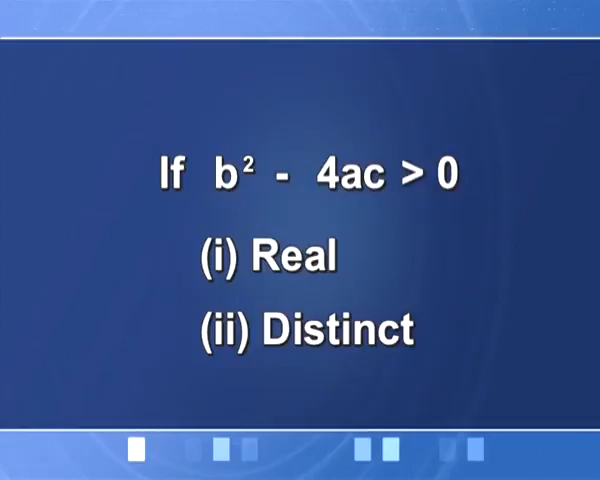 If b² - 4ac > 0
(i) Real
(ii) Distinct